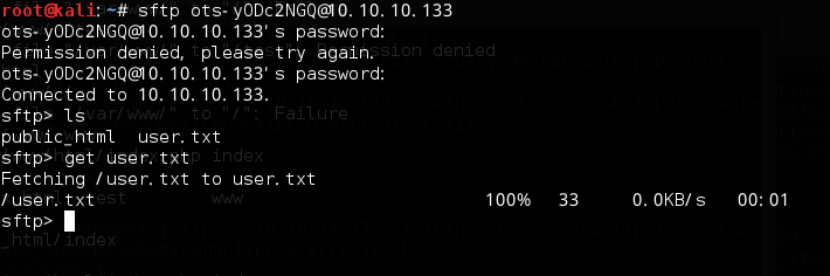 root@kali:~# sftp ots-yODc2NGQ@10.10.10.133
ots-yODc2NGQ@10.10.10.133's password:
Permission denied, please try again.
ots-yODc2NGQ@10.10.10.133's password:
Connected to 10.10.10.133.
sftp> ls
public_html user.txt
sftp> get user.txt
Fetching /user.txt to user.txt
/user.txt 100% 33 0.0KB/s 00:01
sftp>